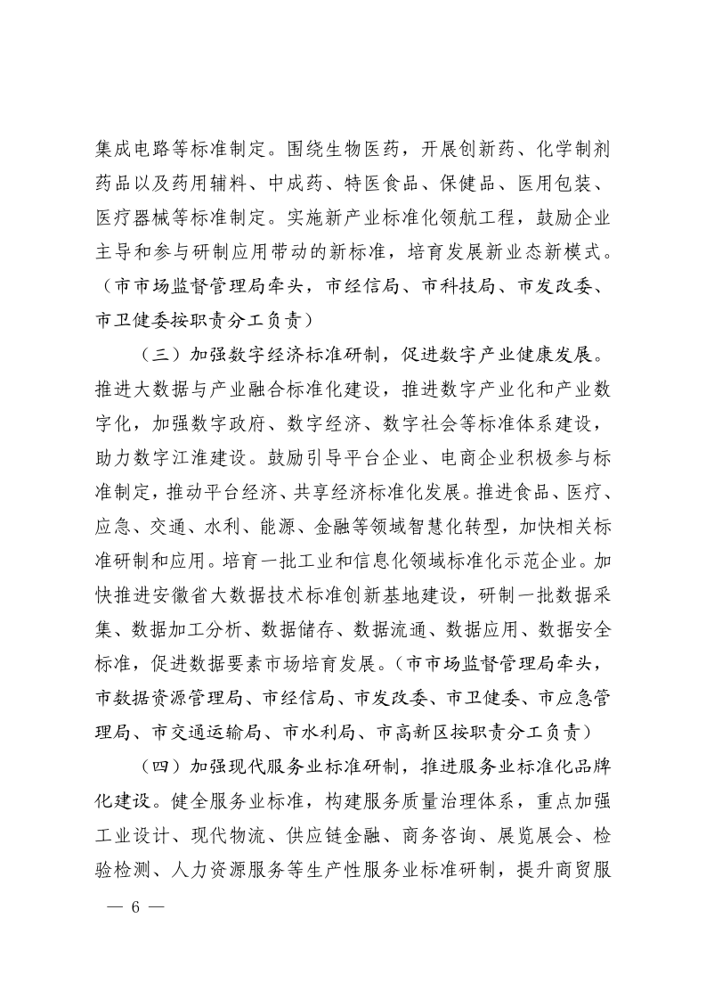 集成电路等标准制定。围绕生物医药，开展创新药、化学制剂
药品以及药用辅料、中成药、特医食品、保健品、医用包装、
医疗器械等标准制定。实施新产业标准化领航工程，鼓励企业
主导和参与研制应用带动的新标准，培育发展新业态新模式。
（市市场监督管理局牵头，市经信局、市科技局、市发改委、
市卫健委按职责分工负责）
（三）加强数字经济标准研制，促进数字产业健康发展。
推进大数据与产业融合标准化建设，推进数字产业化和产业数
字化，加强数字政府、数字经济、数字社会等标准体系建设，
助力数字江淮建设。鼓励引导平台企业、电商企业积极参与标
准制定，推动平台经济、共享经济标准化发展。推进食品、医疗、
应急、交通、水利、能源、金融等领域智慧化转型，加快相关标
准研制和应用。培育一批工业和信息化领域标准化示范企业。加
快推进安徽省大数据技术标准创新基地建设，研制一批数据采
集、数据加工分析、数据储存、数据流通、数据应用、数据安全
标准，促进数据要素市场培育发展。（市市场监督管理局牵头，
市数据资源管理局、市经信局、市发改委、市卫健委、市应急管
理局、市交通运输局、市水利局、市高新区按职责分工负责）
（四）加强现代服务业标准研制，推进服务业标准化品牌
化建设。健全服务业标准，构建服务质量治理体系，重点加强
工业设计、现代物流、供应链金融、商务咨询、展览展会、检
验检测、人力资源服务等生产性服务业标准研制，提升商贸服
— 6 —